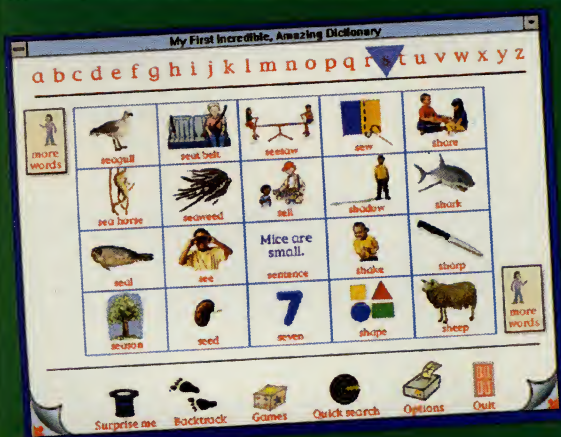 My First Incredible, Amazing Dictionary
a b c d e f g h i j k l m n o p q r s t u v w x y z
more
words
seagull
seat belt
seesaw
sew
share
sea horse
seaweed
sell
shadow
shark
seal
see
Mice are
small.
sentence
shake
sharp
season
seed
7
seven
shape
sheep
more
words
Surprise me
Backtrack
Games
Quick search
Options
Quit